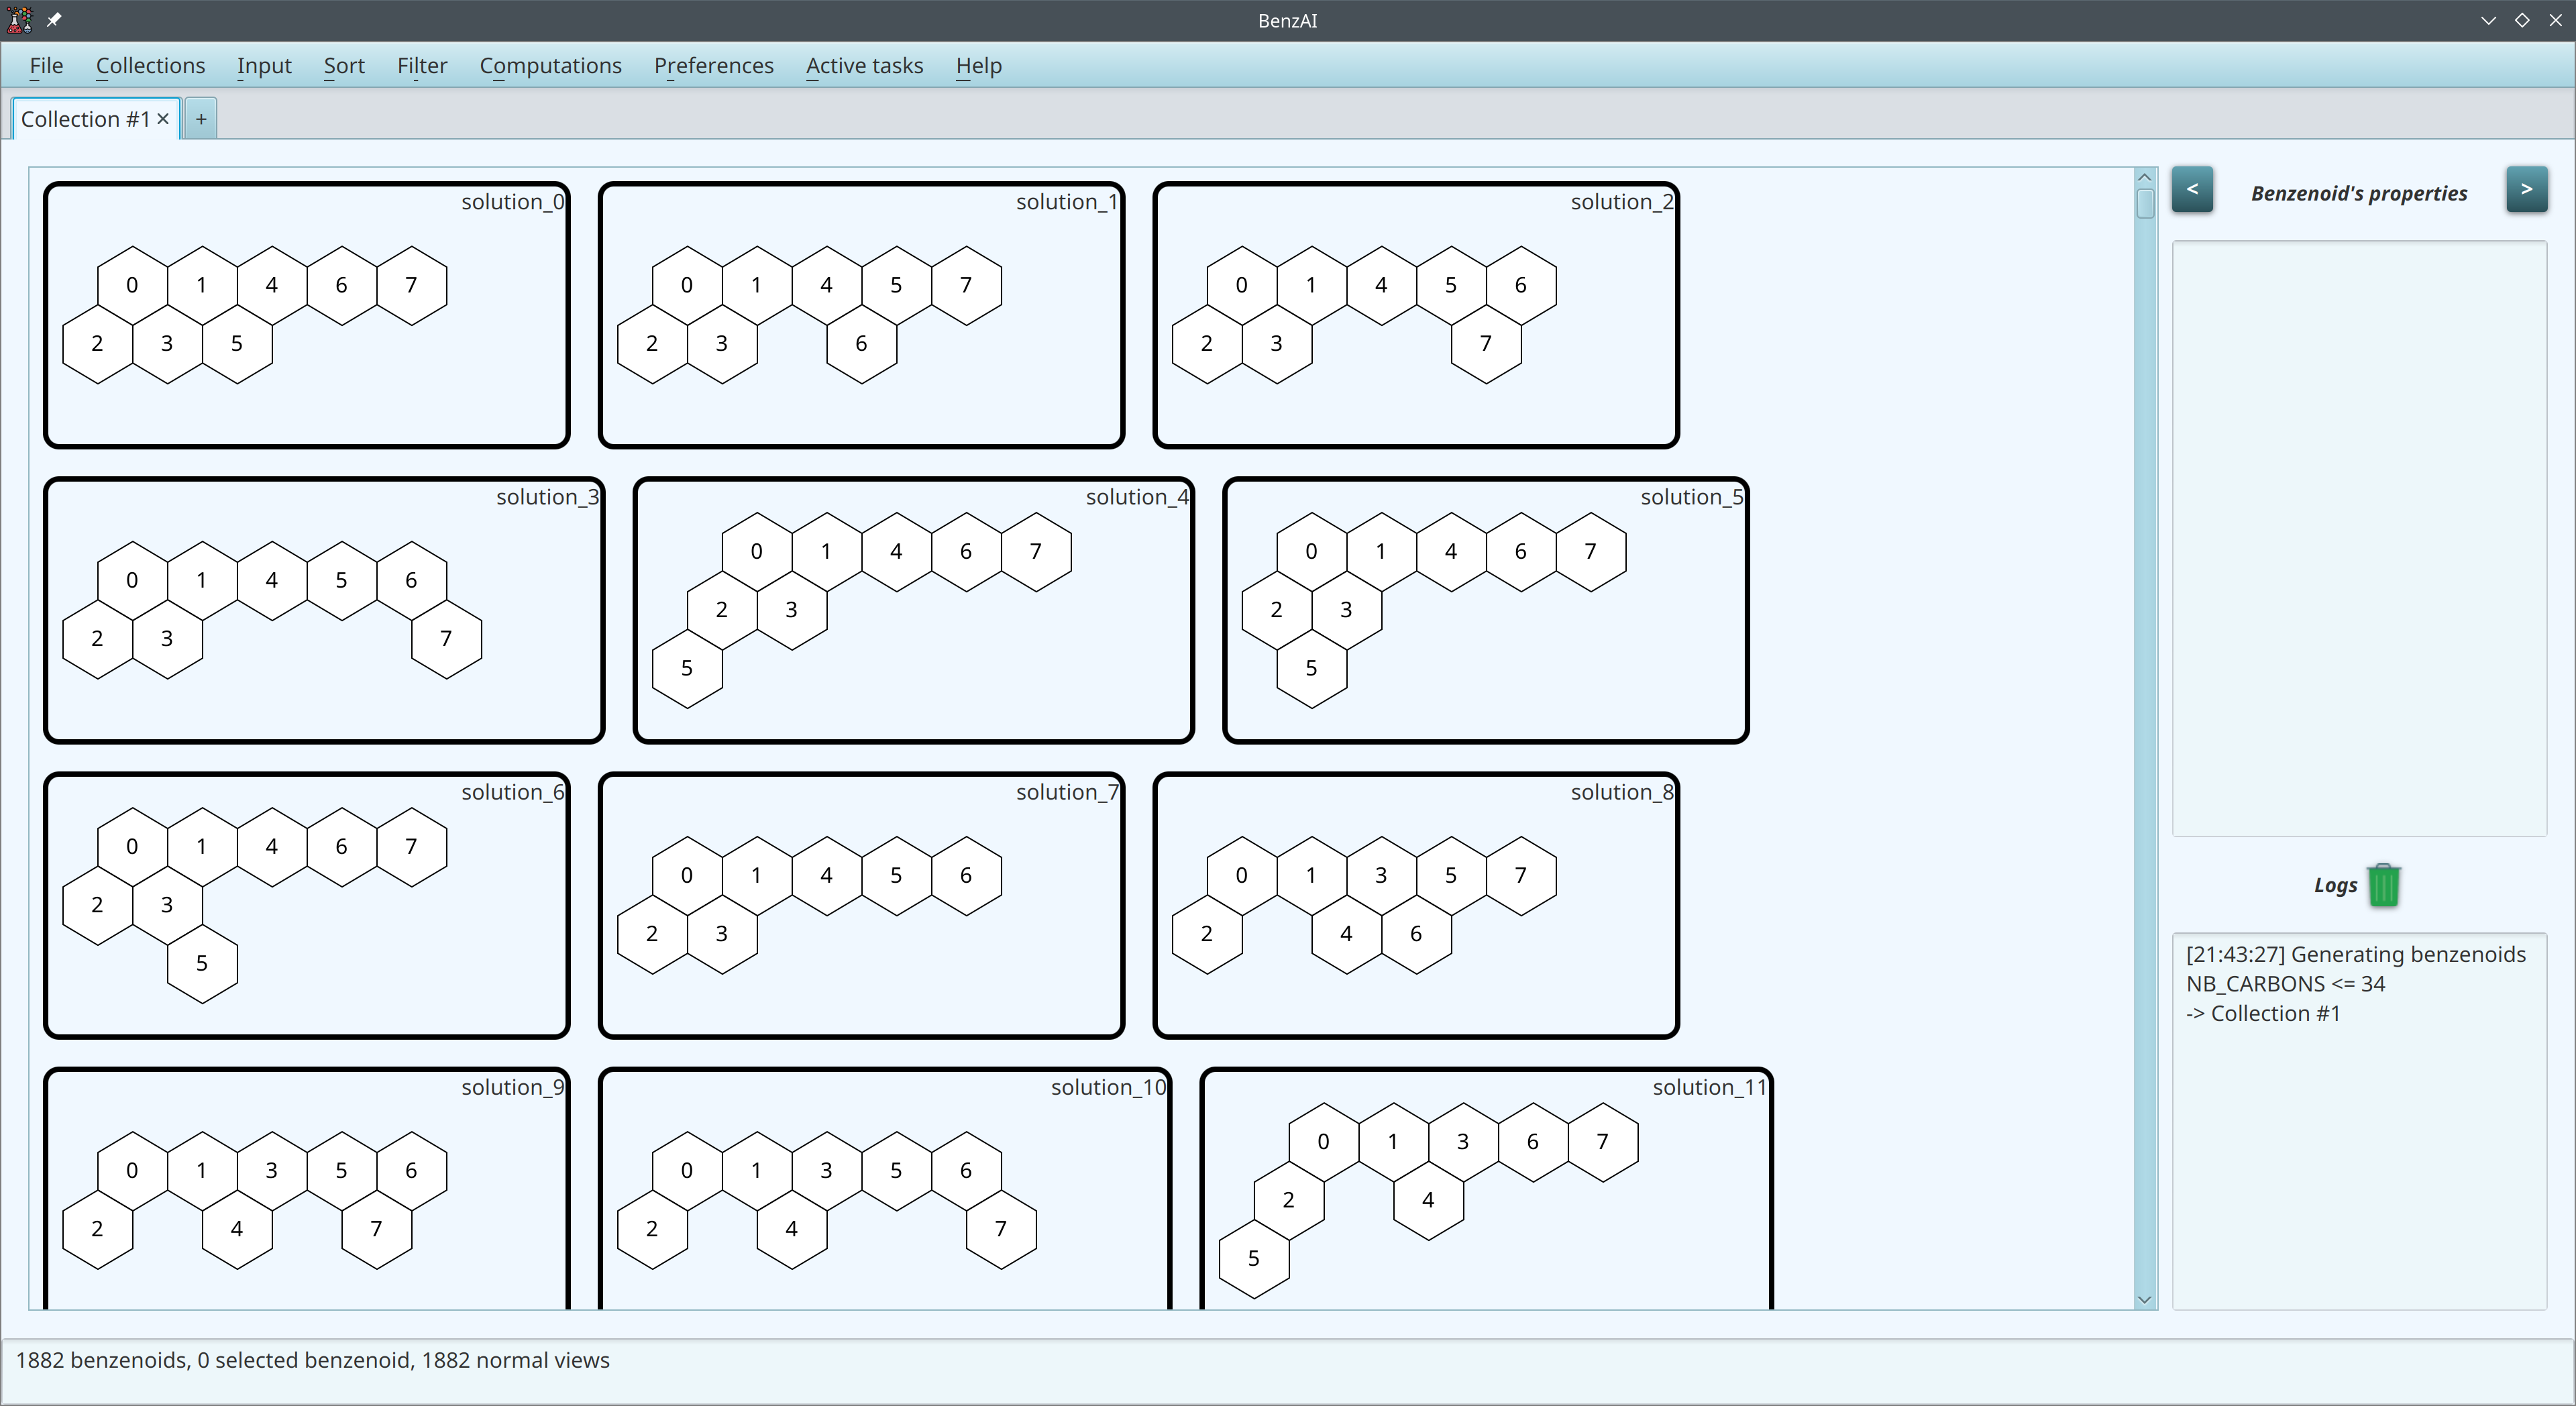 BenzAI
File Collections Input Sort Filter Computations Preferences Active tasks Help
Collection #1 × +
< Benzenoid's properties >
solution_0 solution_1 solution_2
0 1 4 6 7 0 1 4 5 7 0 1 4 5 6
2 3 5 2 3 6 2 3 7
solution_3 solution_4 solution_5
0 1 4 6 7 0 1 4 6 7
0 1 4 5 6
2 3 2 3
2 3 7
5 5
solution_6 solution_7 solution_8
0 1 4 6 7
0 1 4 5 6 0 1 3 5 7
2 3
2 3 2 4 6
5
Logs
[21:43:27] Generating benzenoids
NB_CARBONS <= 34
-> Collection #1
solution_9 solution_10 solution_11
0 1 3 6 7
0 1 3 5 6 0 1 3 5 6
2 4
2 4 7 2 4 7
5
1882 benzenoids, 0 selected benzenoid, 1882 normal views